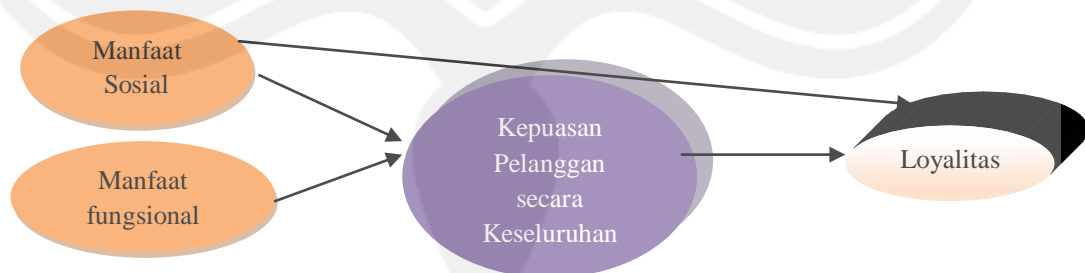 Manfaat
Sosial
Manfaat
fungsional
Kepuasan
Pelanggan
secara
Keseluruhan
Loyalitas